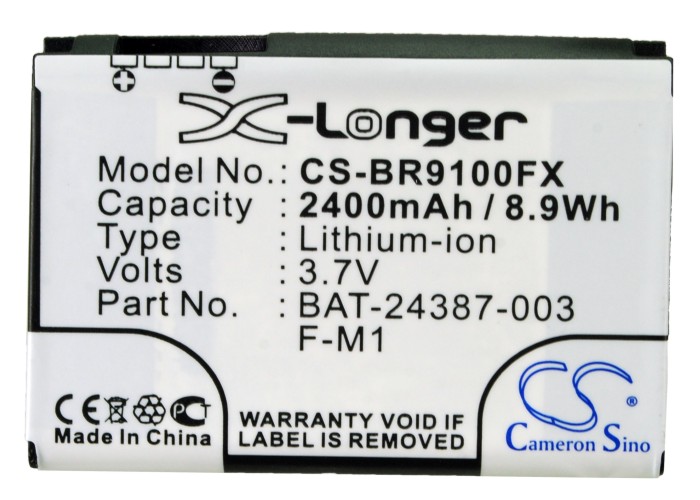 X-Longer
Model No.: CS-BR9100FX
Capacity : 2400mAh / 8.9Wh
Type : Lithium-ion
Volts : 3.7V
Part No. : BAT-24387-003
F-M1
CE PCT
Made In China
WARRANTY VOID IF
LABEL IS REMOVED
CS®
Cameron Sino